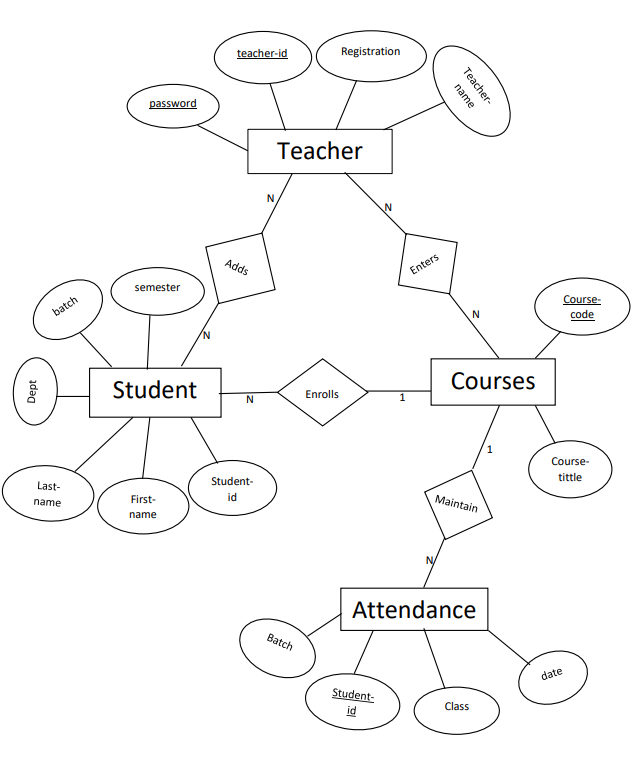 teacher-id
Registration
Teacher-
name
password
Teacher
N
N
Adds
Enters
batch
semester
Course-
code
N
N
Dept
Student
N
Enrolls
1
Courses
Last-
name
First-
name
Student-
id
1
Course-
tittle
Maintain
N
Attendance
Batch
Student-
id
Class
date